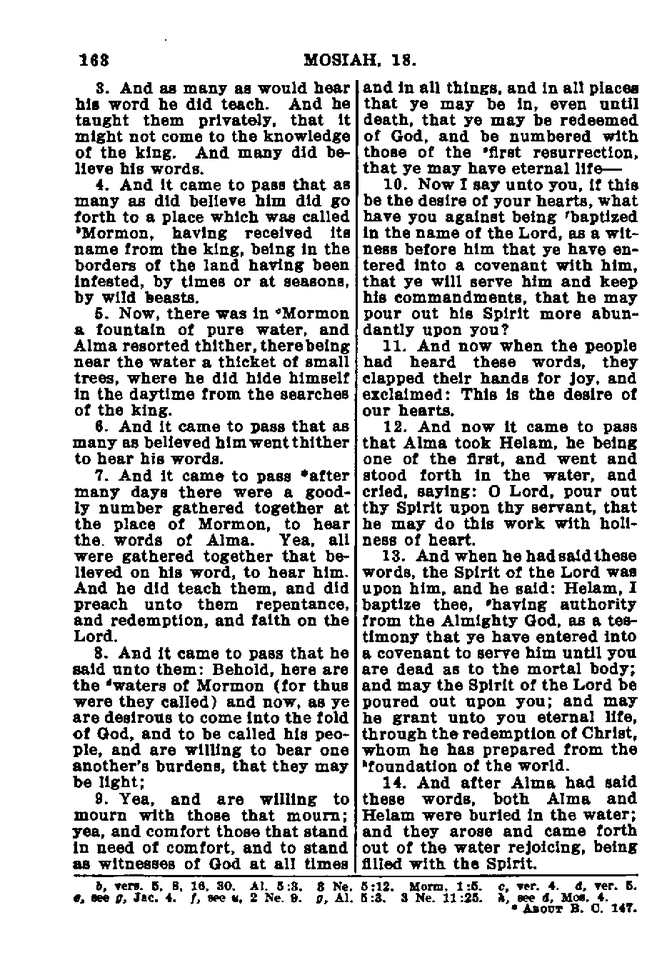 168
MOSIAH, 18.
3. And as many as would hear
his word he did teach. And he
taught them privately, that it
might not come to the knowledge
of the king. And many did be-
lieve his words.
4. And it came to pass that as
many as did believe him did go
forth to a place which was called
ᵇMormon, having received its
name from the king, being in the
borders of the land having been
infested, by times or at seasons,
by wild beasts.
5. Now, there was in ᶜMormon
a fountain of pure water, and
Alma resorted thither, there being
near the water a thicket of small
trees, where he did hide himself
in the daytime from the searches
of the king.
6. And it came to pass that as
many as believed him went thither
to hear his words.
7. And it came to pass *after
many days there were a good-
ly number gathered together at
the place of Mormon, to hear
the words of Alma. Yea, all
were gathered together that be-
lieved on his word, to hear him.
And he did teach them, and did
preach unto them repentance,
and redemption, and faith on the
Lord.
8. And it came to pass that he
said unto them: Behold, here are
the ᵈwaters of Mormon (for thus
were they called) and now, as ye
are desirous to come into the fold
of God, and to be called his peo-
ple, and are willing to bear one
another's burdens, that they may
be light;
9. Yea, and are willing to
mourn with those that mourn;
yea, and comfort those that stand
in need of comfort, and to stand
as witnesses of God at all times
and in all things, and in all places
that ye may be in, even until
death, that ye may be redeemed
of God, and be numbered with
those of the ᵉfirst resurrection,
that ye may have eternal life—
10. Now I say unto you, if this
be the desire of your hearts, what
have you against being ᶠbaptized
in the name of the Lord, as a wit-
ness before him that ye have en-
tered into a covenant with him,
that ye will serve him and keep
his commandments, that he may
pour out his Spirit more abun-
dantly upon you?
11. And now when the people
had heard these words, they
clapped their hands for joy, and
exclaimed: This is the desire of
our hearts.
12. And now it came to pass
that Alma took Helam, he being
one of the first, and went and
stood forth in the water, and
cried, saying: O Lord, pour out
thy Spirit upon thy servant, that
he may do this work with holi-
ness of heart.
13. And when he had said these
words, the Spirit of the Lord was
upon him, and he said: Helam, I
baptize thee, ᵍhaving authority
from the Almighty God, as a tes-
timony that ye have entered into
a covenant to serve him until you
are dead as to the mortal body;
and may the Spirit of the Lord be
poured out upon you; and may
he grant unto you eternal life,
through the redemption of Christ,
whom he has prepared from the
ʰfoundation of the world.
14. And after Alma had said
these words, both Alma and
Helam were buried in the water;
and they arose and came forth
out of the water rejoicing, being
filled with the Spirit.
b, vers. 5, 8, 16, 30. Al. 5:3. 3 Ne. 5:12. Morm. 1:5. c, ver. 4. d, ver. 5.
e, see g, Jac. 4. f, see u, 2 Ne. 9. g, Al. 5:3. 3 Ne. 11:25. h, see d, Mos. 4.
* ABOUT B. C. 147.